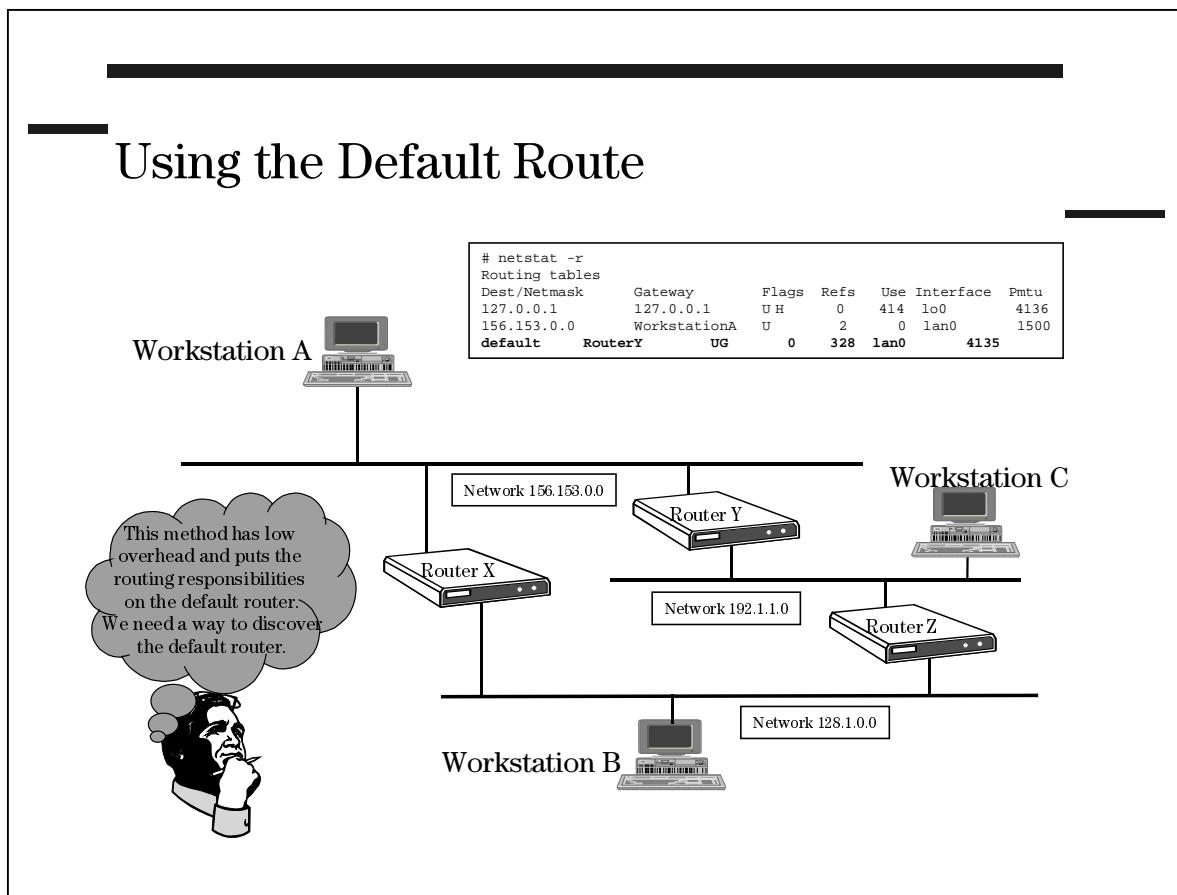 Using the Default Route
# netstat -r
Routing tables
Dest/Netmask Gateway Flags Refs Use Interface Pmtu
127.0.0.1 127.0.0.1 U H 0 414 lo0 4136
156.153.0.0 WorkstationA U 2 0 lan0 1500
default RouterY UG 0 328 lan0 4135
Workstation A
Network 156.153.0.0
Workstation C
Router Y
Router X
This method has low
overhead and puts the
routing responsibilities
on the default router.
We need a way to discover
the default router.
Network 192.1.1.0
Router Z
Network 128.1.0.0
Workstation B